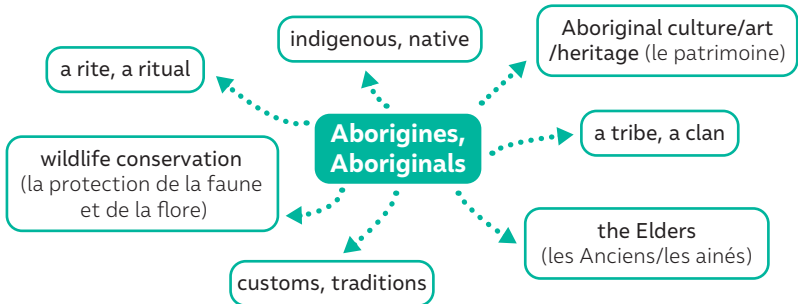 indigenous, native
Aboriginal culture/art
/heritage (le patrimoine)
a rite, a ritual
Aborigines,
Aboriginals
a tribe, a clan
wildlife conservation
(la protection de la faune
et de la flore)
the Elders
(les Anciens/les ainés)
customs, traditions